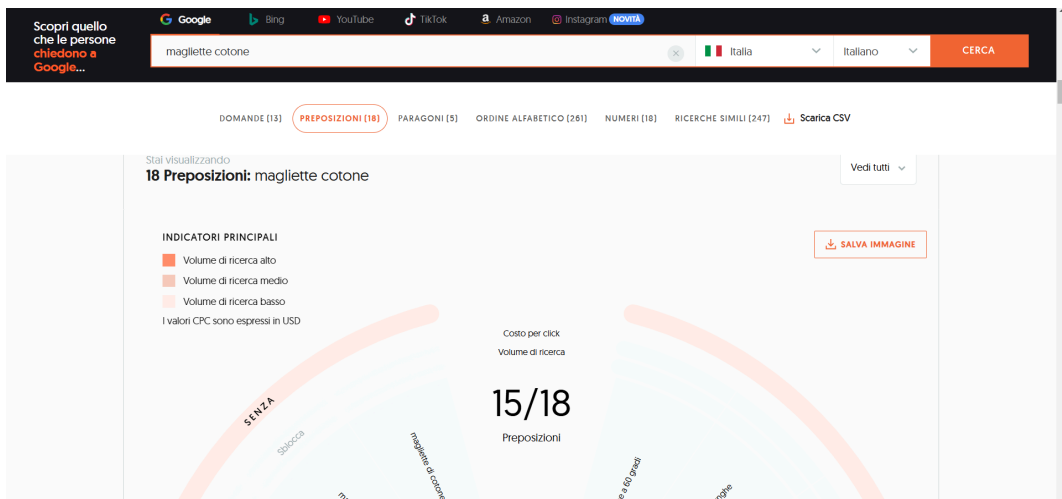 Scopri quello
che le persone
chiedono a
Google...
Google
Bing
YouTube
TikTok
Amazon
Instagram NOVITÀ
magliette cotone
Italia
Italiano
CERCA
DOMANDE (13)
PREPOSIZIONI (18)
PARAGONI (5)
ORDINE ALFABETICO (261)
NUMERI (18)
RICERCHE SIMILI (247)
Scarica CSV
Stai visualizzando
18 Preposizioni: magliette cotone
Vedi tutti
INDICATORI PRINCIPALI
SALVA IMMAGINE
Volume di ricerca alto
Volume di ricerca medio
Volume di ricerca basso
I valori CPC sono espressi in USD
Costo per click
Volume di ricerca
15/18
Preposizioni
SENZA
Sblocca
magliette di cotone
a 60 gradi